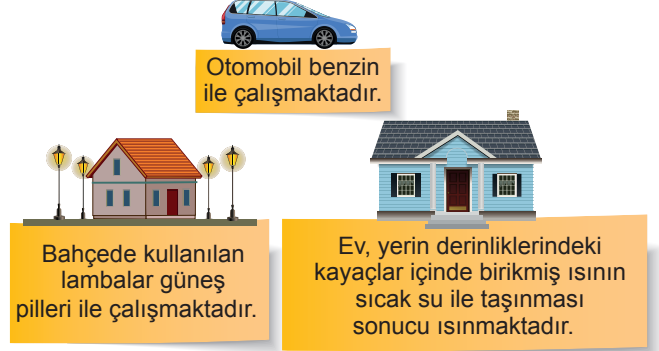 Otomobil benzin
ile çalışmaktadır.
Bahçede kullanılan
lambalar güneş
pilleri ile çalışmaktadır.
Ev, yerin derinliklerindeki
kayaçlar içinde birikmiş ısının
sıcak su ile taşınması
sonucu ısınmaktadır.